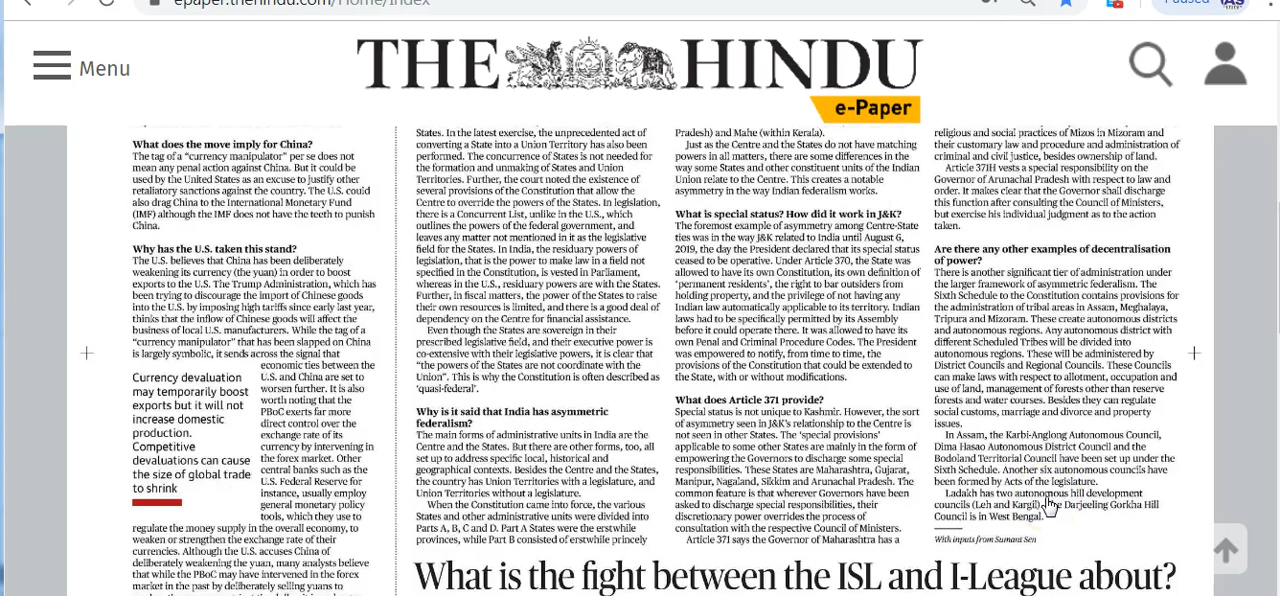 epaper.thehindu.com/Home/Index
Paused
Menu
THE HINDU
e-Paper
What does the move imply for China?
The tag of a “currency manipulator” per se does not
mean any penal action against China. But it could be
used by the United States as an excuse to justify other
retaliatory sanctions against the country. The U.S. could
also drag China to the International Monetary Fund
(IMF) although the IMF does not have the teeth to punish
China.
Why has the U.S. taken this stand?
The U.S. believes that China has been deliberately
weakening its currency (the yuan) in order to boost
exports to the U.S. The Trump Administration, which has
been trying to discourage the import of Chinese goods
into the U.S. by imposing high tariffs since early last year,
thinks that the inflow of Chinese goods will affect the
business of local U.S. manufacturers. While the tag of a
“currency manipulator” that has been slapped on China
is largely symbolic, it sends across the signal that
economic ties between the
U.S. and China are set to
worsen further. It is also
worth noting that the
PBoC exerts far more
direct control over the
exchange rate of its
currency by intervening in
the forex market. Other
central banks such as the
U.S. Federal Reserve for
instance, usually employ
general monetary policy
tools, which they use to
Currency devaluation
may temporarily boost
exports but it will not
increase domestic
production.
Competitive
devaluations can cause
the size of global trade
to shrink
regulate the money supply in the overall economy, to
weaken or strengthen the exchange rate of their
currencies. Although the U.S. accuses China of
deliberately weakening the yuan, many analysts believe
that while the PBoC may have intervened in the forex
market in the past by deliberately selling yuans to
States. In the latest exercise, the unprecedented act of
converting a State into a Union Territory has also been
performed. The concurrence of States is not needed for
the formation and unmaking of States and Union
Territories. Further, the court noted the existence of
several provisions of the Constitution that allow the
Centre to override the powers of the States. In legislation,
there is a Concurrent List, unlike in the U.S., which
outlines the powers of the federal government, and
leaves any matter not mentioned in it as the legislative
field for the States. In India, the residuary powers of
legislation, that is the power to make law in a field not
specified in the Constitution, is vested in Parliament,
whereas in the U.S., residuary powers are with the States.
Further, in fiscal matters, the power of the States to raise
their own resources is limited, and there is a good deal of
dependency on the Centre for financial assistance.
Even though the States are sovereign in their
prescribed legislative field, and their executive power is
co-extensive with their legislative powers, it is clear that
“the powers of the States are not coordinate with the
Union”. This is why the Constitution is often described as
‘quasi-federal’.
Why is it said that India has asymmetric
federalism?
The main forms of administrative units in India are the
Centre and the States. But there are other forms, too, all
set up to address specific local, historical and
geographical contexts. Besides the Centre and the States,
the country has Union Territories with a legislature, and
Union Territories without a legislature.
When the Constitution came into force, the various
States and other administrative units were divided into
Parts A, B, C and D. Part A States were the erstwhile
provinces, while Part B consisted of erstwhile princely
Pradesh) and Mahe (within Kerala).
Just as the Centre and the States do not have matching
powers in all matters, there are some differences in the
way some States and other constituent units of the Indian
Union relate to the Centre. This creates a notable
asymmetry in the way Indian federalism works.
What is special status? How did it work in J&K?
The foremost example of asymmetry among Centre-State
ties was in the way J&K related to India until August 6,
2019, the day the President declared that its special status
ceased to be operative. Under Article 370, the State was
allowed to have its own Constitution, its own definition of
‘permanent residents’, the right to bar outsiders from
holding property, and the privilege of not having any
Indian law automatically applicable to its territory. Indian
laws had to be specifically permitted by its Assembly
before it could operate there. It was allowed to have its
own Penal and Criminal Procedure Codes. The President
was empowered to notify, from time to time, the
provisions of the Constitution that could be extended to
the State, with or without modifications.
What does Article 371 provide?
Special status is not unique to Kashmir. However, the sort
of asymmetry seen in J&K’s relationship to the Centre is
not seen in other States. The ‘special provisions’
applicable to some other States are mainly in the form of
empowering the Governors to discharge some special
responsibilities. These States are Maharashtra, Gujarat,
Manipur, Nagaland, Sikkim and Arunachal Pradesh. The
common feature is that wherever Governors have been
asked to discharge special responsibilities, their
discretionary power overrides the process of
consultation with the respective Council of Ministers.
Article 371 says the Governor of Maharashtra has a
religious and social practices of Mizos in Mizoram and
their customary law and procedure and administration of
criminal and civil justice, besides ownership of land.
Article 371H vests a special responsibility on the
Governor of Arunachal Pradesh with respect to law and
order. It makes clear that the Governor shall discharge
this function after consulting the Council of Ministers,
but exercise his individual judgment as to the action
taken.
Are there any other examples of decentralisation
of power?
There is another significant tier of administration under
the larger framework of asymmetric federalism. The
Sixth Schedule to the Constitution contains provisions for
the administration of tribal areas in Assam, Meghalaya,
Tripura and Mizoram. These create autonomous districts
and autonomous regions. Any autonomous district with
different Scheduled Tribes will be divided into
autonomous regions. These will be administered by
District Councils and Regional Councils. These Councils
can make laws with respect to allotment, occupation and
use of land, management of forests other than reserve
forests and water courses. Besides they can regulate
social customs, marriage and divorce and property
issues.
In Assam, the Karbi-Anglong Autonomous Council,
Dima Hasao Autonomous District Council and the
Bodoland Territorial Council have been set up under the
Sixth Schedule. Another six autonomous councils have
been formed by Acts of the legislature.
Ladakh has two autonomous hill development
councils (Leh and Kargil). Darjeeling Gorkha Hill
Council is in West Bengal.
With inputs from Sumant Sen
What is the fight between the ISL and I-League about?